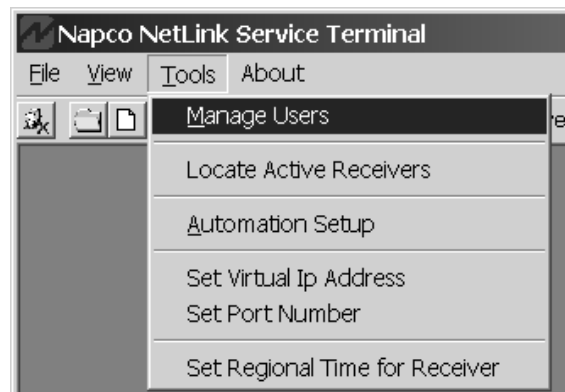 Napco NetLink Service Terminal
File View Tools About
Manage Users
Locate Active Receivers
Automation Setup
Set Virtual Ip Address
Set Port Number
Set Regional Time for Receiver